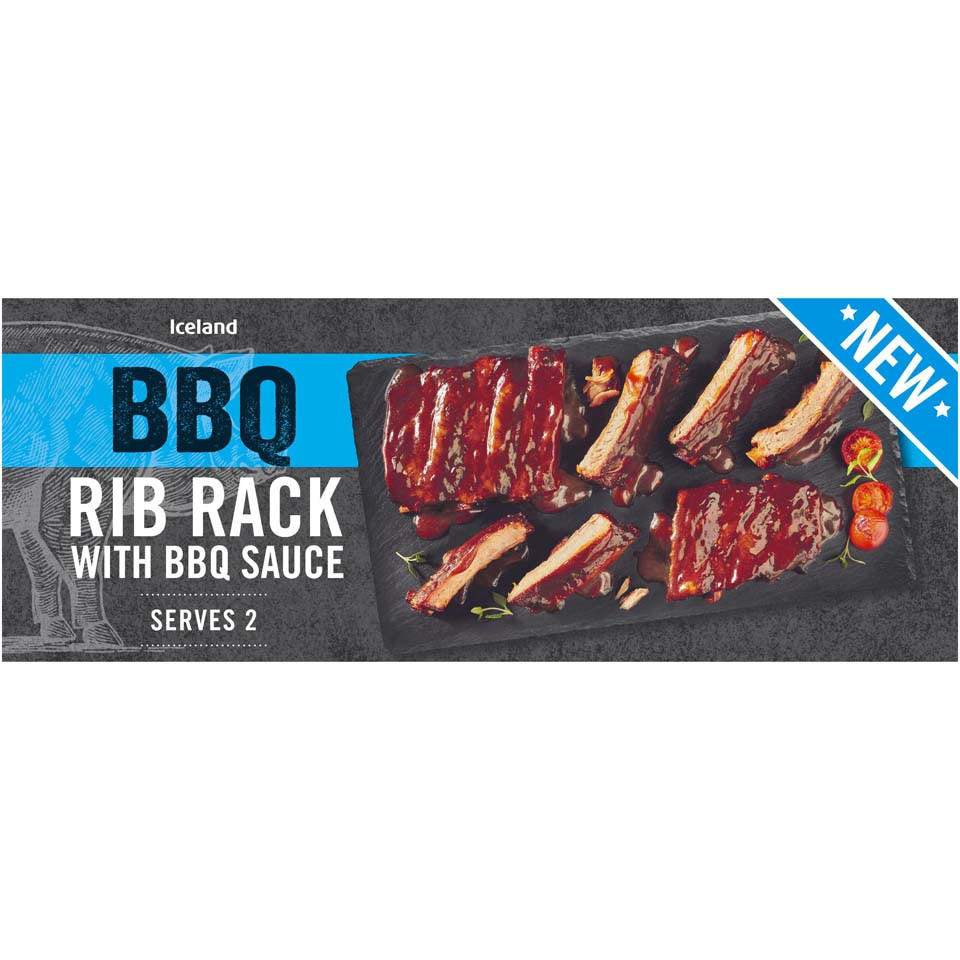 Iceland
BBQ
RIB RACK
WITH BBQ SAUCE
SERVES 2
NEW